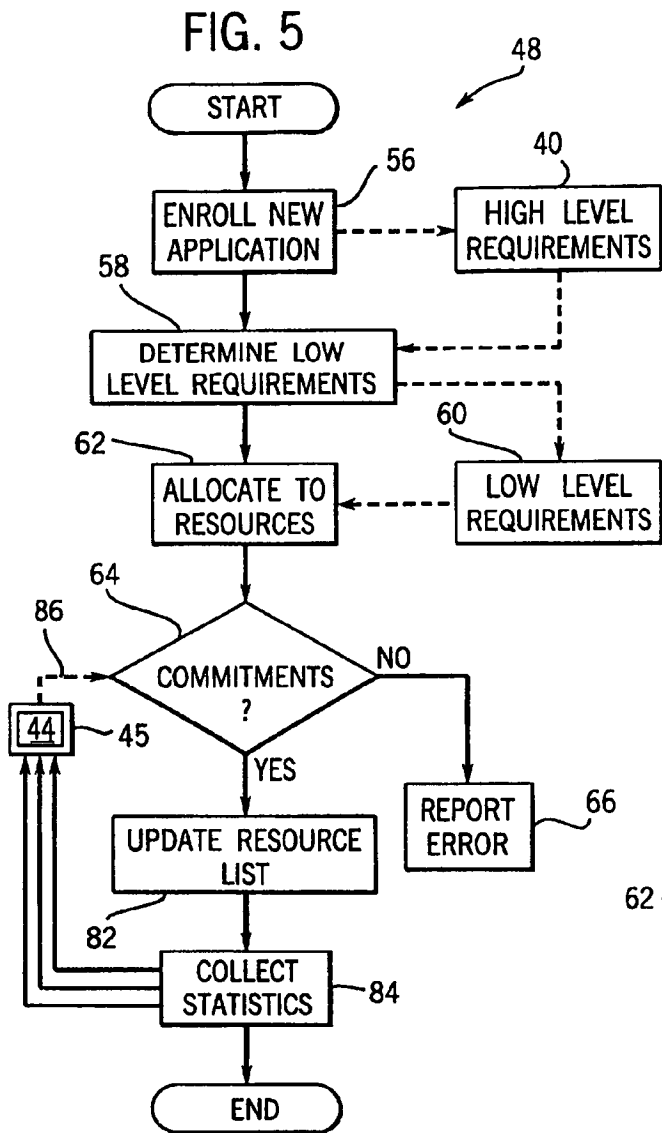 FIG. 5
48
START
56
40
ENROLL NEW
APPLICATION
HIGH LEVEL
REQUIREMENTS
58
DETERMINE LOW
LEVEL REQUIREMENTS
62
60
ALLOCATE TO
RESOURCES
LOW LEVEL
REQUIREMENTS
64
86
COMMITMENTS
?
NO
44
45
YES
UPDATE RESOURCE
LIST
REPORT
ERROR
66
82
62
COLLECT
STATISTICS
84
END